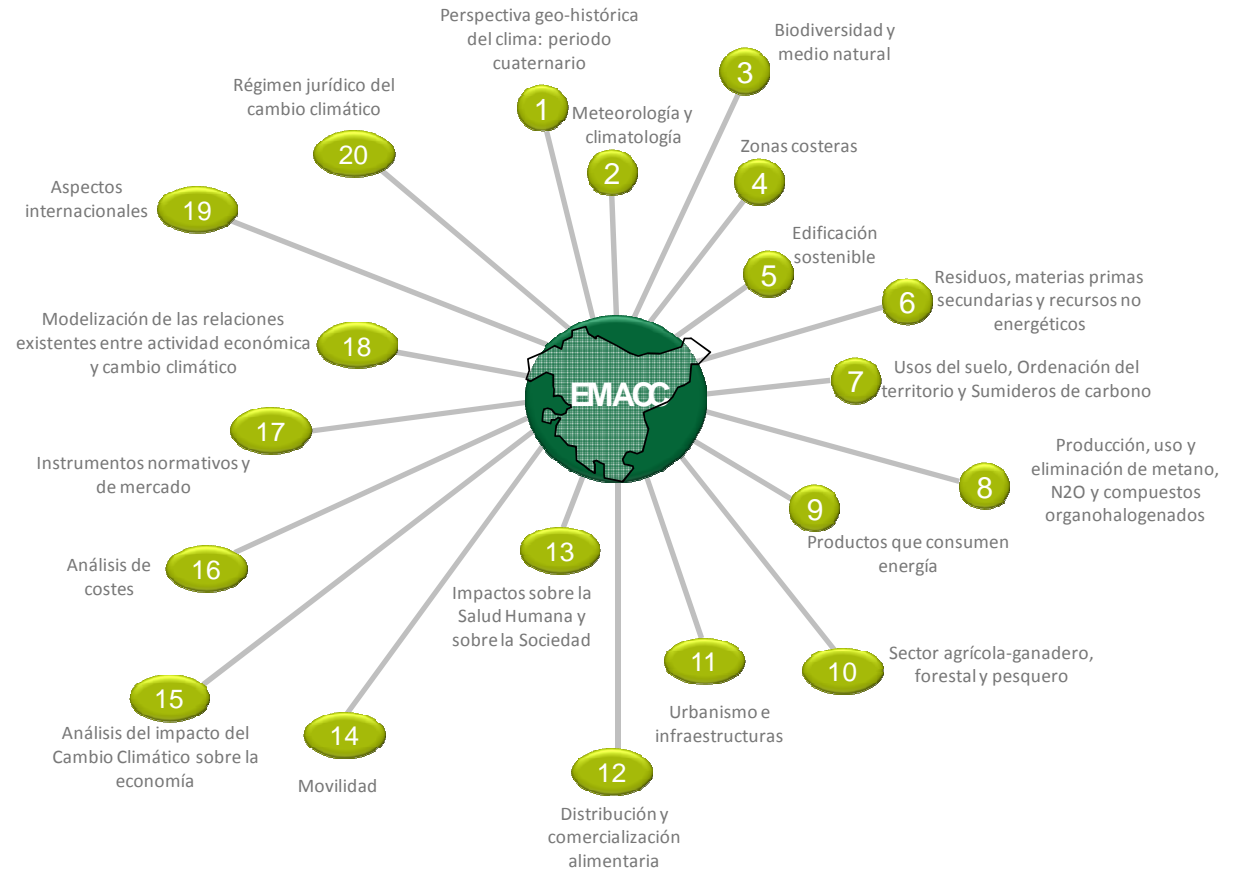 Perspectiva geo-histórica
del clima: periodo
cuaternario
1
Meteorología y
climatología
2
Biodiversidad y
medio natural
3
Zonas costeras
4
Edificación
sostenible
5
Residuos, materias primas
secundarias y recursos no
energéticos
6
Usos del suelo, Ordenación del
territorio y Sumideros de carbono
7
Producción, uso y
eliminación de metano,
N2O y compuestos
organohalogenados
8
9
Productos que consumen
energía
10
Sector agrícola-ganadero,
forestal y pesquero
11
Urbanismo e
infraestructuras
12
Distribución y
comercialización
alimentaria
13
Impactos sobre la
Salud Humana y
sobre la Sociedad
14
Movilidad
15
Análisis del impacto del
Cambio Climático sobre la
economía
16
Análisis de
costes
17
Instrumentos normativos y
de mercado
18
Modelización de las relaciones
existentes entre actividad económica
y cambio climático
19
Aspectos
internacionales
20
Régimen jurídico del
cambio climático
EMACC